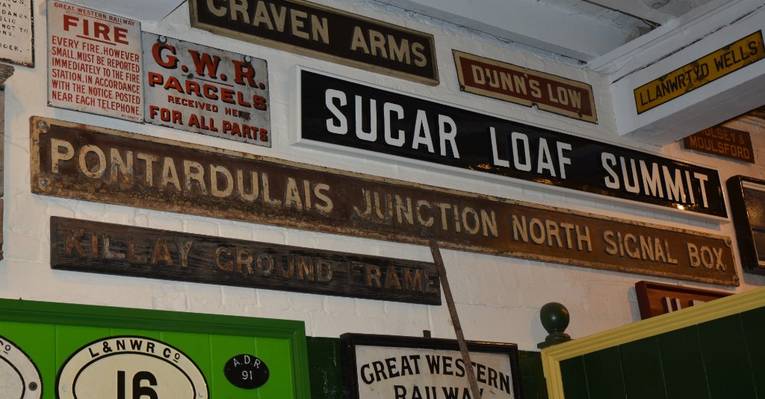 GREAT WESTERN RAILWAY
FIRE
EVERY FIRE, HOWEVER
SMALL, MUST BE REPORTED
IMMEDIATELY TO THE FIRE
STATION, IN ACCORDANCE
WITH THE NOTICE POSTED
NEAR EACH TELEPHONE
G.W.R.
PARCELS
RECEIVED HERE
FOR ALL PARTS
CRAVEN ARMS
DUNN'S LOW
LLANWRTYD WELLS
SUGAR LOAF SUMMIT
MOULSFORD
PONTARDULAIS JUNCTION NORTH SIGNAL BOX
KILLAY GROUND FRAME
L&NWR CO
16
A.D.R
91
GREAT WESTERN
RAILWAY